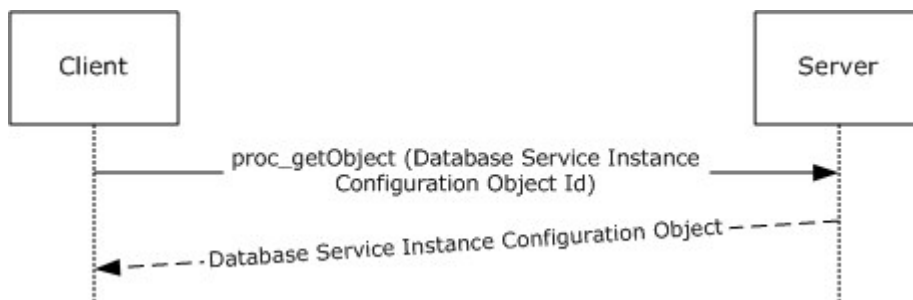 Client
Server
proc_getObject (Database Service Instance
Configuration Object Id)
Database Service Instance Configuration Object